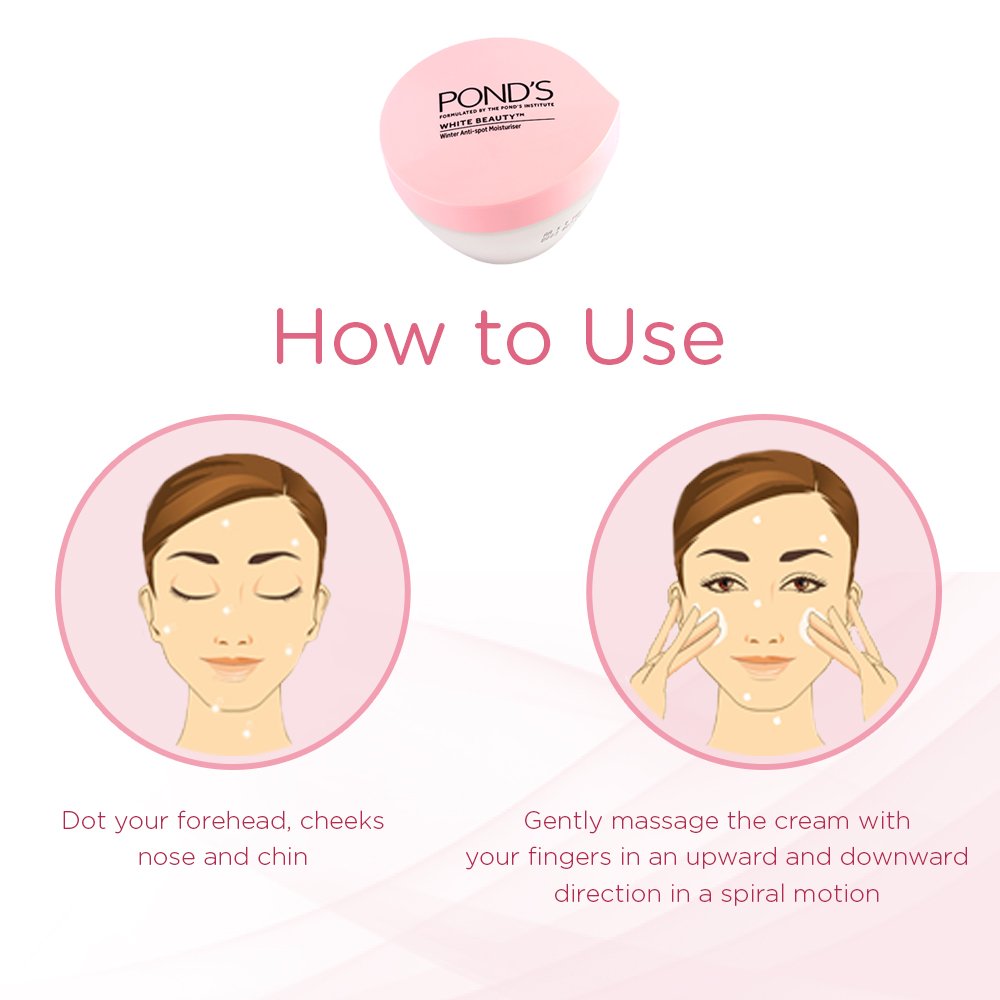 POND'S
FORMULATED BY THE POND'S INSTITUTE
WHITE BEAUTY™
Winter Anti-spot Moisturiser
How to Use
Dot your forehead, cheeks
nose and chin
Gently massage the cream with
your fingers in an upward and downward
direction in a spiral motion